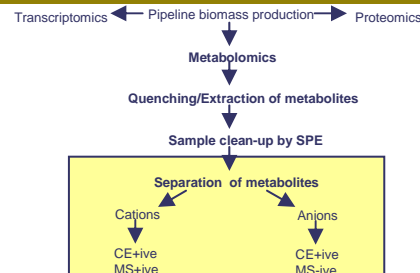 Transcriptomics Pipeline biomass production Proteomics
Metabolomics
Quenching/Extraction of metabolites
Sample clean-up by SPE
Separation of metabolites
Cations Anions
CE+ive CE+ive
MS+ive MS-ive